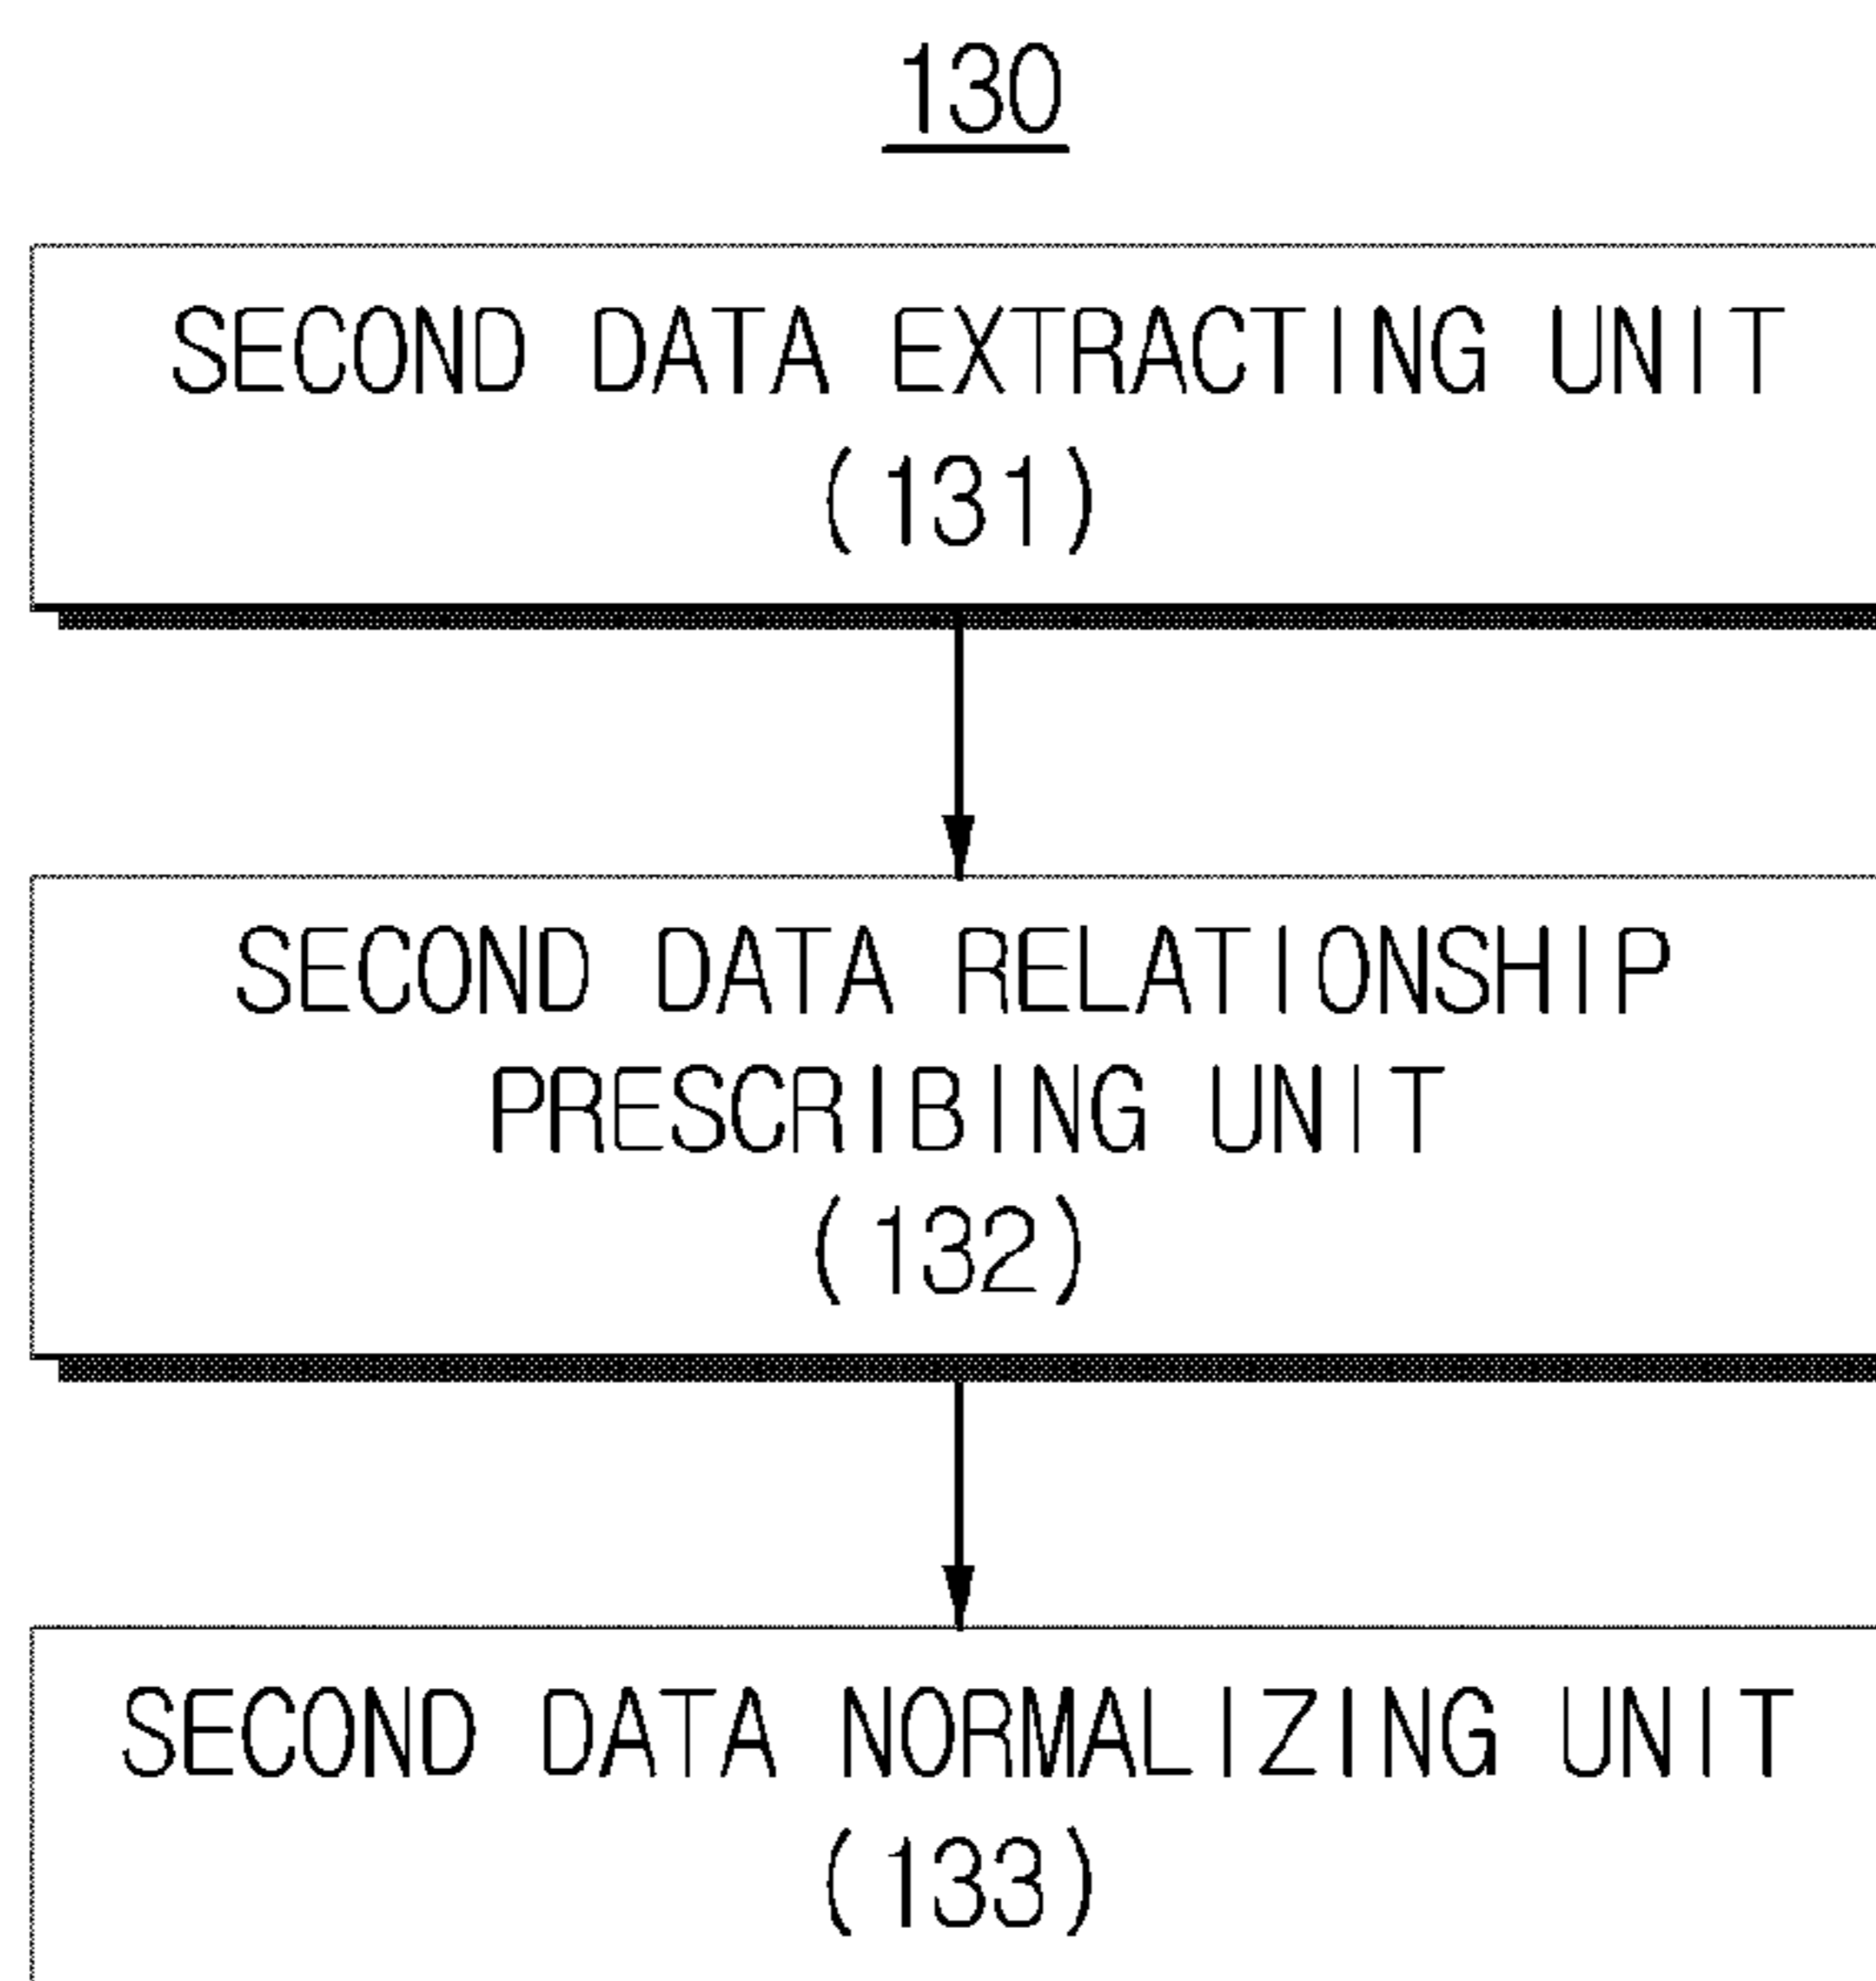 130
SECOND DATA EXTRACTING UNIT
(131)
SECOND DATA RELATIONSHIP
PRESCRIBING UNIT
(132)
SECOND DATA NORMALIZING UNIT
(133)